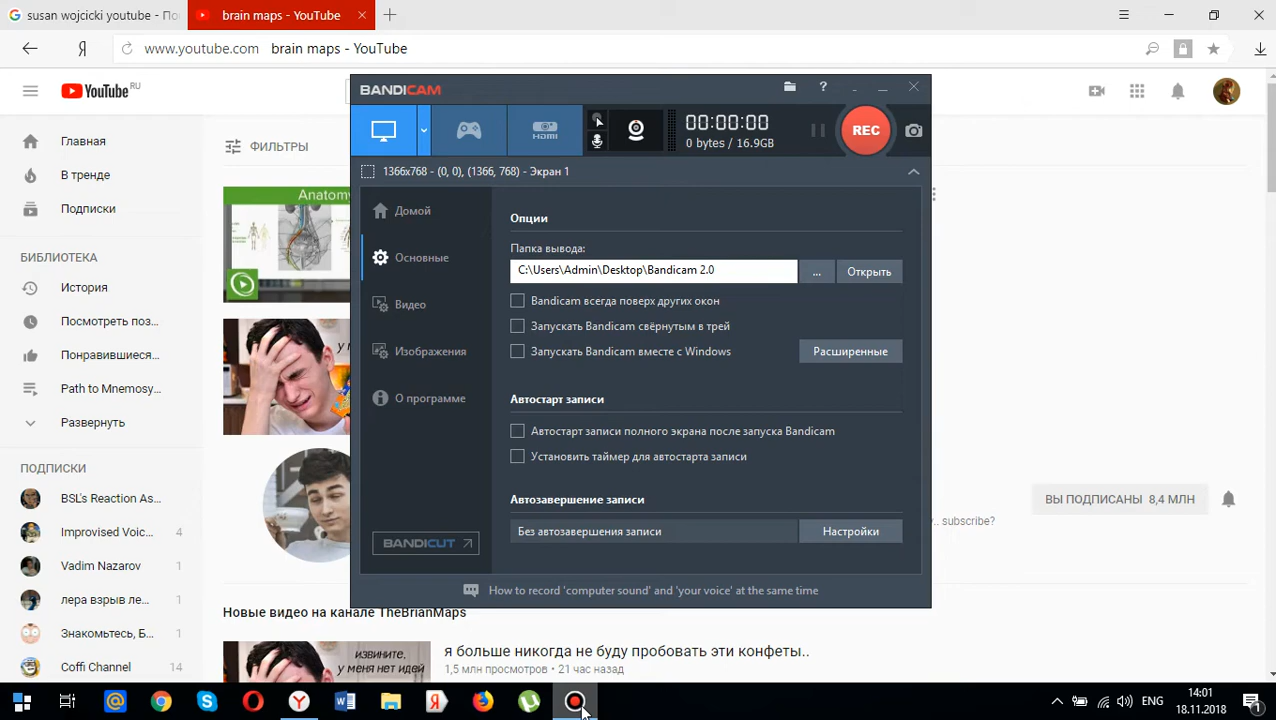 susan wojcicki youtube - По
brain maps - YouTube
www.youtube.com brain maps - YouTube
YouTube RU
BANDICAM
HDMI
00:00:00
0 bytes / 16.9GB
REC
1366x768 - (0, 0), (1366, 768) - Экран 1
Главная
В тренде
Подписки
БИБЛИОТЕКА
История
Посмотреть поз...
Понравившиеся...
Path to Mnemosy...
Развернуть
ПОДПИСКИ
BSL's Reaction As...
Improvised Voic... 4
Vadim Nazarov 1
лера взрыв ле... 1
Знакомьтесь, Б... 1
Coffi Channel 14
ФИЛЬТРЫ
Anatomy
Домой
Основные
Видео
Изображения
О программе
BANDICUT
Опции
Папка вывода:
C:\Users\Admin\Desktop\Bandicam 2.0
...
Открыть
Bandicam всегда поверх других окон
Запускать Bandicam свёрнутым в трей
Запускать Bandicam вместе с Windows
Расширенные
Автостарт записи
Автостарт записи полного экрана после запуска Bandicam
Установить таймер для автостарта записи
Автозавершение записи
Без автозавершения записи
Настройки
How to record 'computer sound' and 'your voice' at the same time
ВЫ ПОДПИСАНЫ 8,4 МЛН
.. subscribe?
Новые видео на канале TheBrianMaps
извините,
у меня нет идей
я больше никогда не буду пробовать эти конфеты..
1,5 млн просмотров • 21 час назад
ENG
14:01
18.11.2018
1